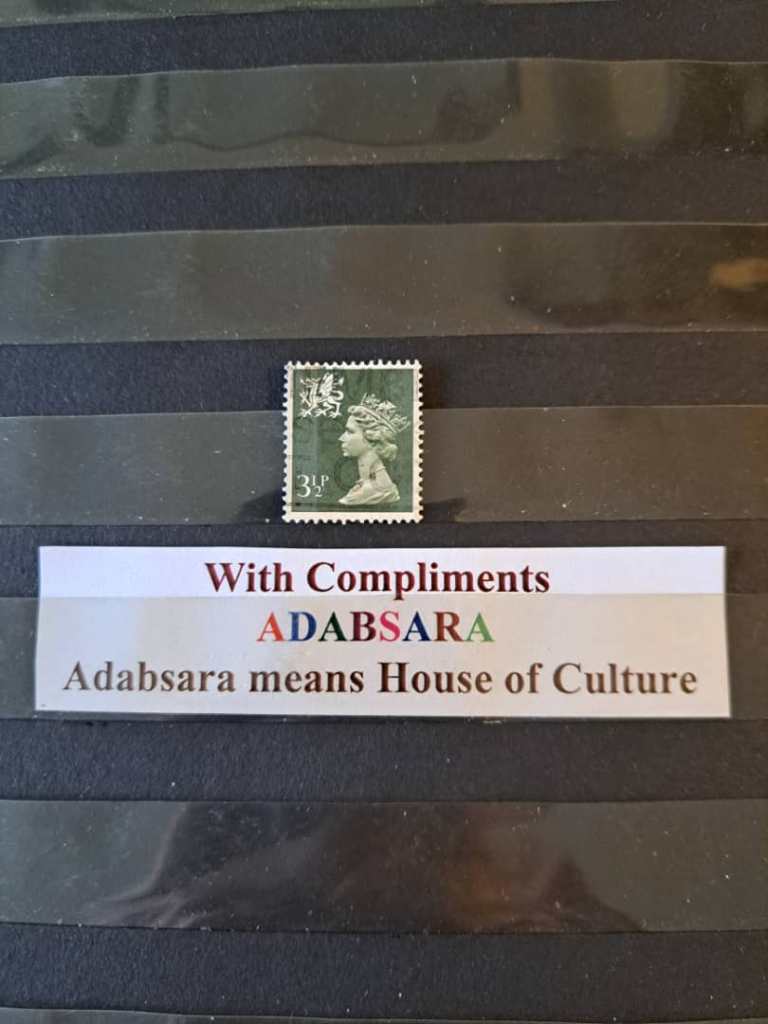 3½P
With Compliments
ADABSARA
Adabsara means House of Culture